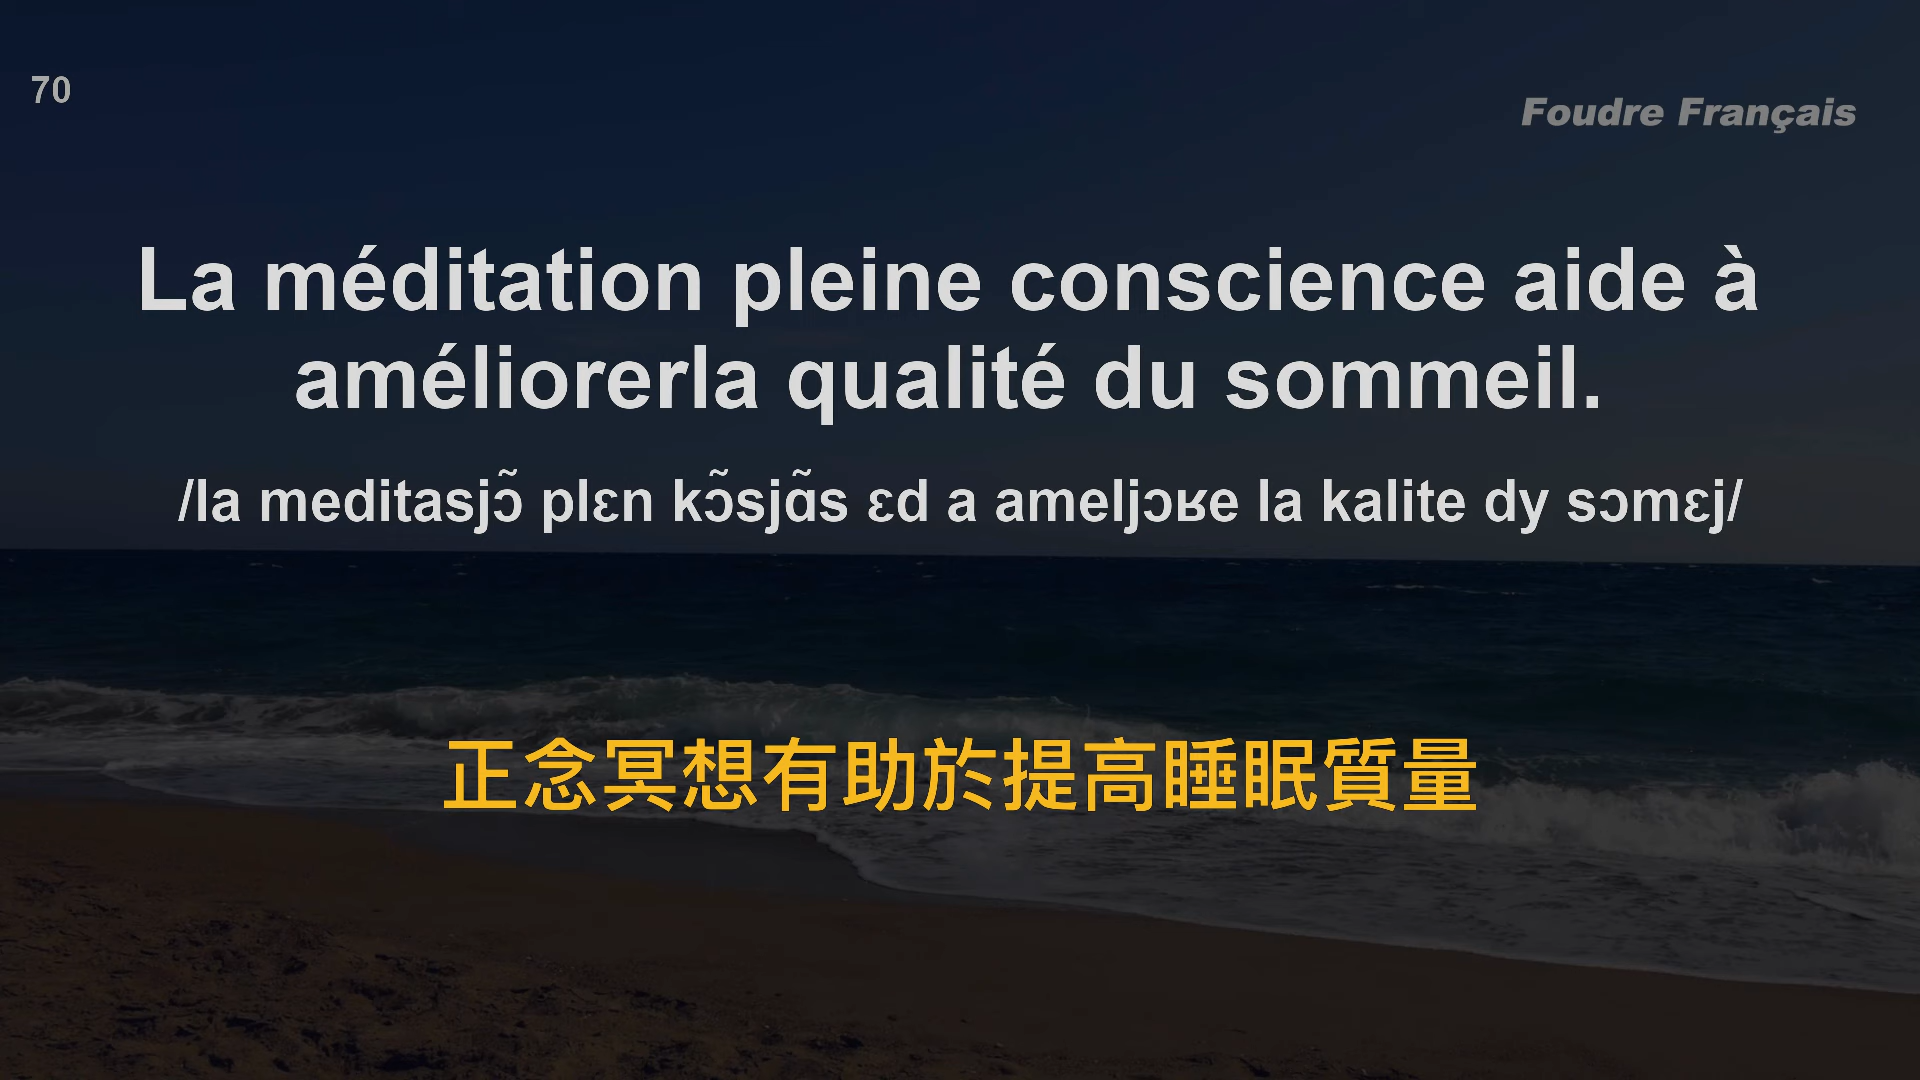 70
Foudre Français
La méditation pleine conscience aide à
améliorerla qualité du sommeil.
/la meditasjɔ̃ plɛn kɔ̃sjɑ̃s ɛd a ameljɔʁe la kalite dy sɔmɛj/
正念冥想有助於提高睡眠質量